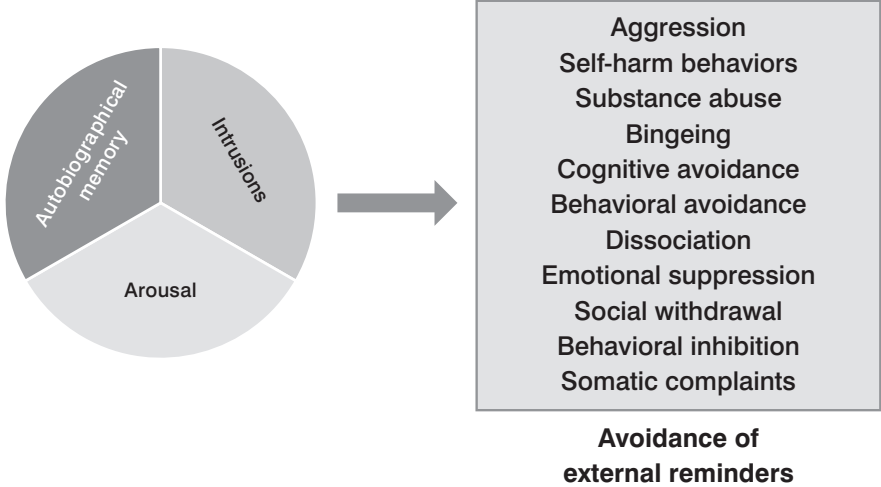 Autobiographical
memory
Intrusions
Arousal
Aggression
Self-harm behaviors
Substance abuse
Bingeing
Cognitive avoidance
Behavioral avoidance
Dissociation
Emotional suppression
Social withdrawal
Behavioral inhibition
Somatic complaints
Avoidance of
external reminders